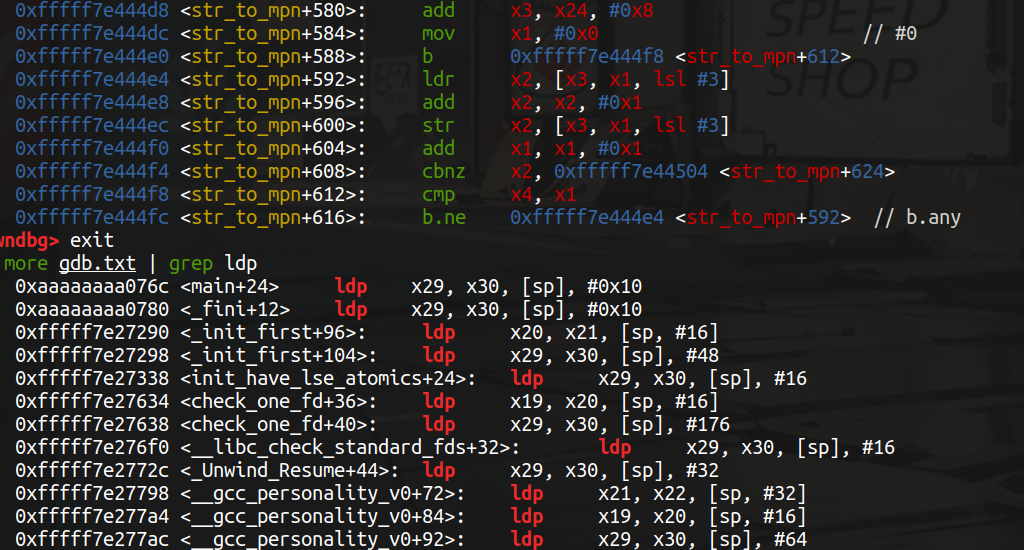 0xfffff7e444d8 <str_to_mpn+580>: add x3, x24, #0x8
0xfffff7e444dc <str_to_mpn+584>: mov x1, #0x0 // #0
0xfffff7e444e0 <str_to_mpn+588>: b 0xfffff7e444f8 <str_to_mpn+612>
0xfffff7e444e4 <str_to_mpn+592>: ldr x2, [x3, x1, lsl #3]
0xfffff7e444e8 <str_to_mpn+596>: add x2, x2, #0x1
0xfffff7e444ec <str_to_mpn+600>: str x2, [x3, x1, lsl #3]
0xfffff7e444f0 <str_to_mpn+604>: add x1, x1, #0x1
0xfffff7e444f4 <str_to_mpn+608>: cbnz x2, 0xfffff7e44504 <str_to_mpn+624>
0xfffff7e444f8 <str_to_mpn+612>: cmp x4, x1
0xfffff7e444fc <str_to_mpn+616>: b.ne 0xfffff7e444e4 <str_to_mpn+592> // b.any
wndbg> exit
more gdb.txt | grep ldp
0xaaaaaaaa076c <main+24> ldp x29, x30, [sp], #0x10
0xaaaaaaaa0780 <_fini+12> ldp x29, x30, [sp], #0x10
0xfffff7e27290 <_init_first+96>: ldp x20, x21, [sp, #16]
0xfffff7e27298 <_init_first+104>: ldp x29, x30, [sp], #48
0xfffff7e27338 <init_have_lse_atomics+24>: ldp x29, x30, [sp], #16
0xfffff7e27634 <check_one_fd+36>: ldp x19, x20, [sp, #16]
0xfffff7e27638 <check_one_fd+40>: ldp x29, x30, [sp], #176
0xfffff7e276f0 <__libc_check_standard_fds+32>: ldp x29, x30, [sp], #16
0xfffff7e2772c <_Unwind_Resume+44>: ldp x29, x30, [sp], #32
0xfffff7e27798 <__gcc_personality_v0+72>: ldp x21, x22, [sp, #32]
0xfffff7e277a4 <__gcc_personality_v0+84>: ldp x19, x20, [sp, #16]
0xfffff7e277ac <__gcc_personality_v0+92>: ldp x29, x30, [sp], #64
SPEED
SHOP